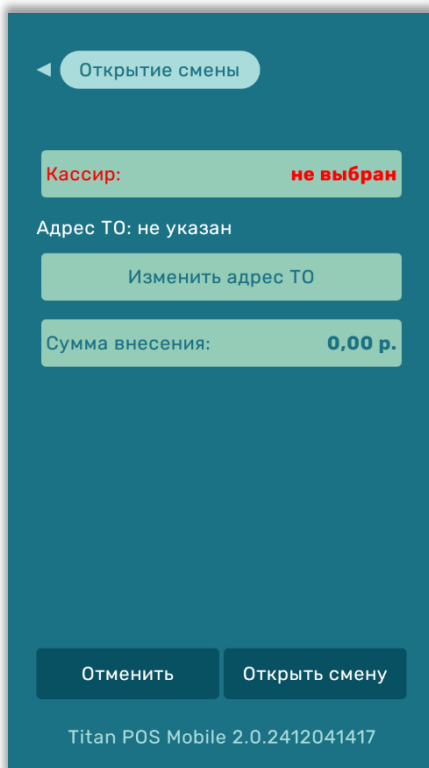 Открытие смены
Кассир: не выбран
Адрес ТО: не указан
Изменить адрес ТО
Сумма внесения: 0,00 р.
Отменить Открыть смену
Titan POS Mobile 2.0.2412041417